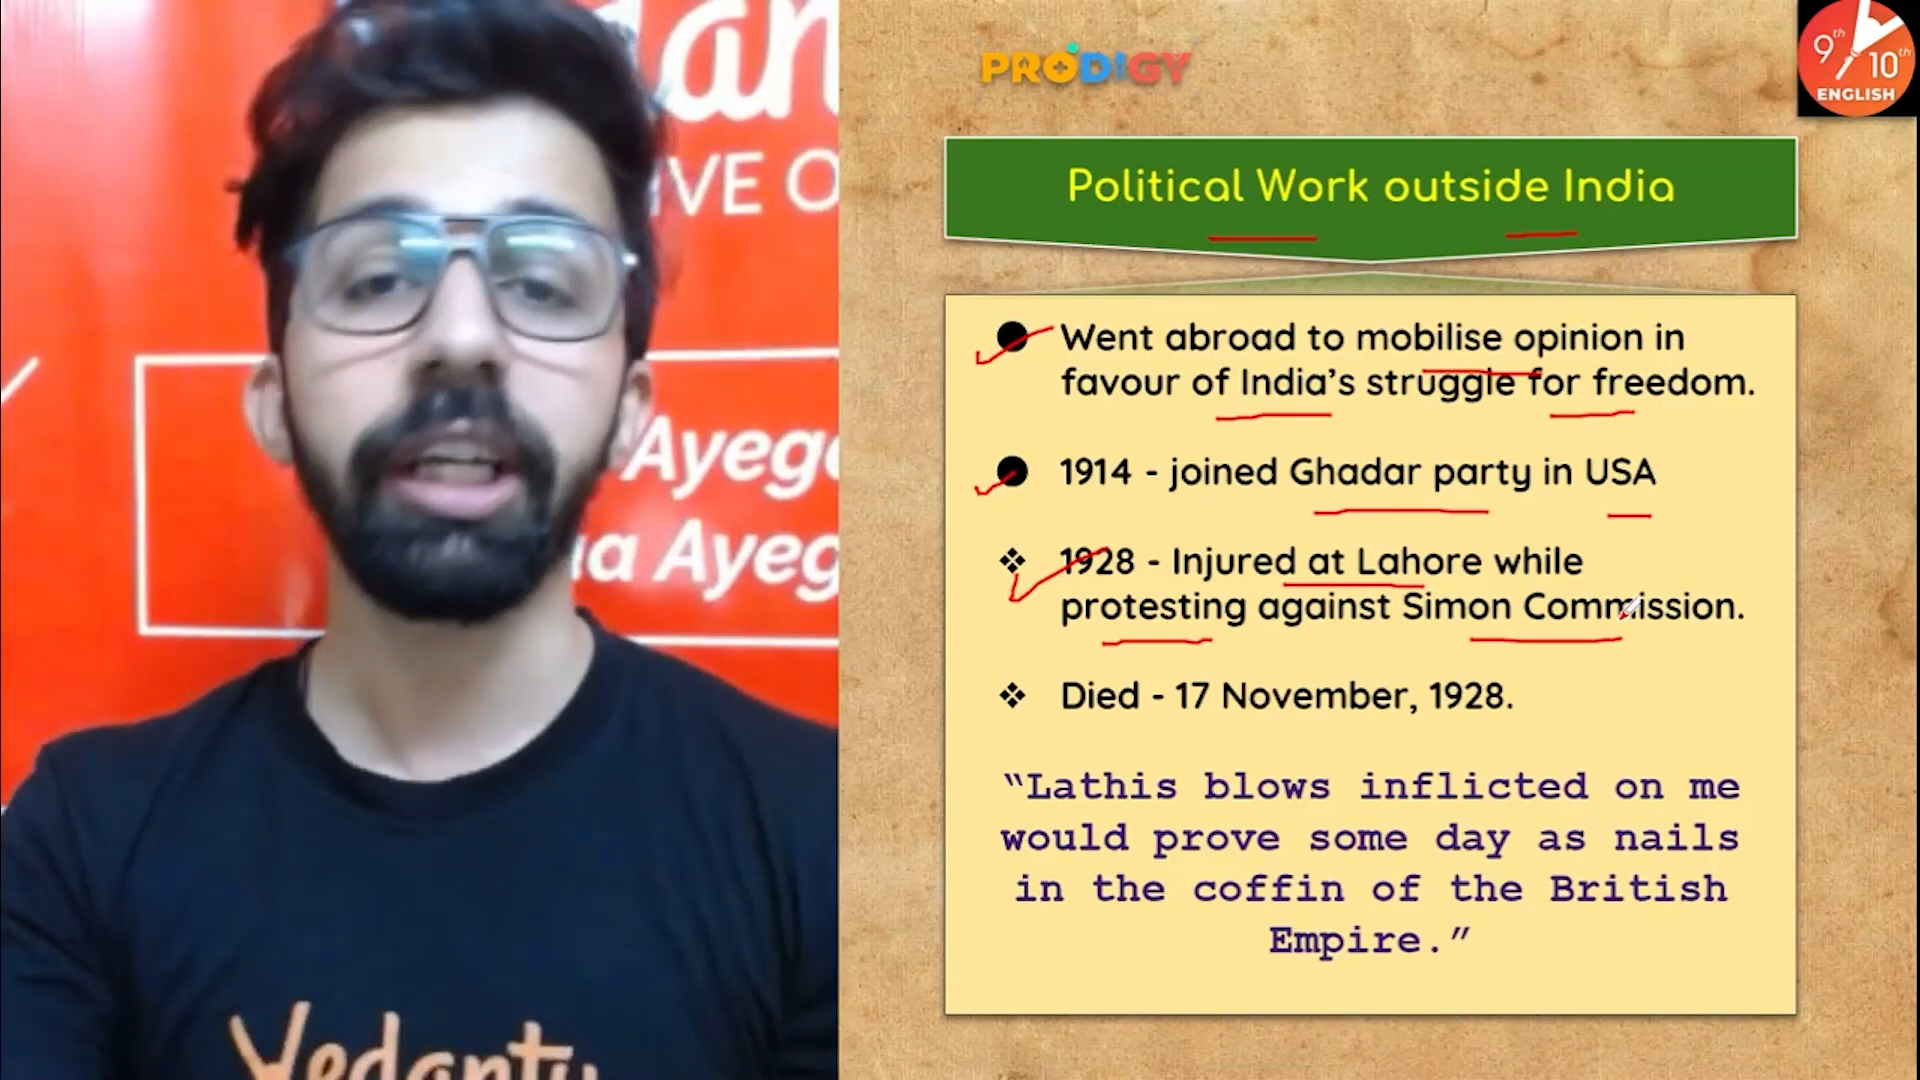 dan
IVE O
Ayeg
a Ayeg
Vedantu
PRODIGY
9th
10th
ENGLISH
Political Work outside India
Went abroad to mobilise opinion in
favour of India’s struggle for freedom.
1914 - joined Ghadar party in USA
1928 - Injured at Lahore while
protesting against Simon Commission.
Died - 17 November, 1928.
“Lathis blows inflicted on me
would prove some day as nails
in the coffin of the British
Empire.”